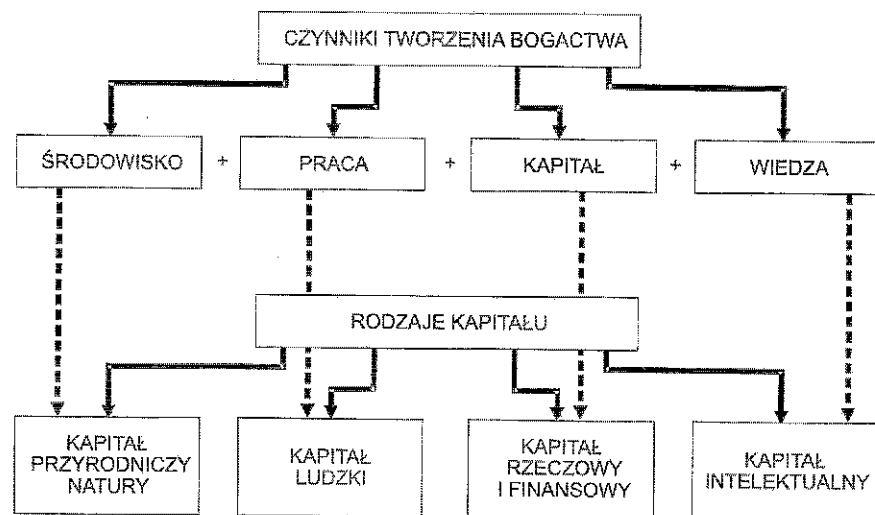 CZYNNIKI TWORZENIA BOGACTWA
ŚRODOWISKO + PRACA + KAPITAŁ + WIEDZA
RODZAJE KAPITAŁU
KAPITAŁ
PRZYRODNICZY
NATURY
KAPITAŁ
LUDZKI
KAPITAŁ
RZECZOWY
I FINANSOWY
KAPITAŁ
INTELEKTUALNY